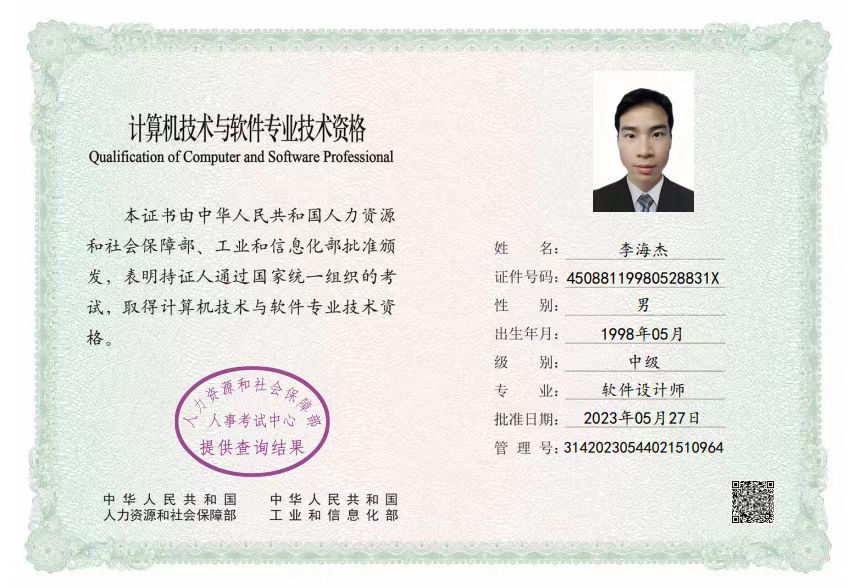 计算机技术与软件专业技术资格
Qualification of Computer and Software Professional
本证书由中华人民共和国人力资源
和社会保障部、工业和信息化部批准颁
发，表明持证人通过国家统一组织的考
试，取得计算机技术与软件专业技术资
格。
人力资源和社会保障部
人事考试中心
提供查询结果
中华人民共和国
人力资源和社会保障部
中华人民共和国
工业和信息化部
姓 名：李海杰
证件号码：45088119980528831X
性 别：男
出生年月：1998年05月
级 别：中级
专 业：软件设计师
批准日期：2023年05月27日
管 理 号：31420230544021510964